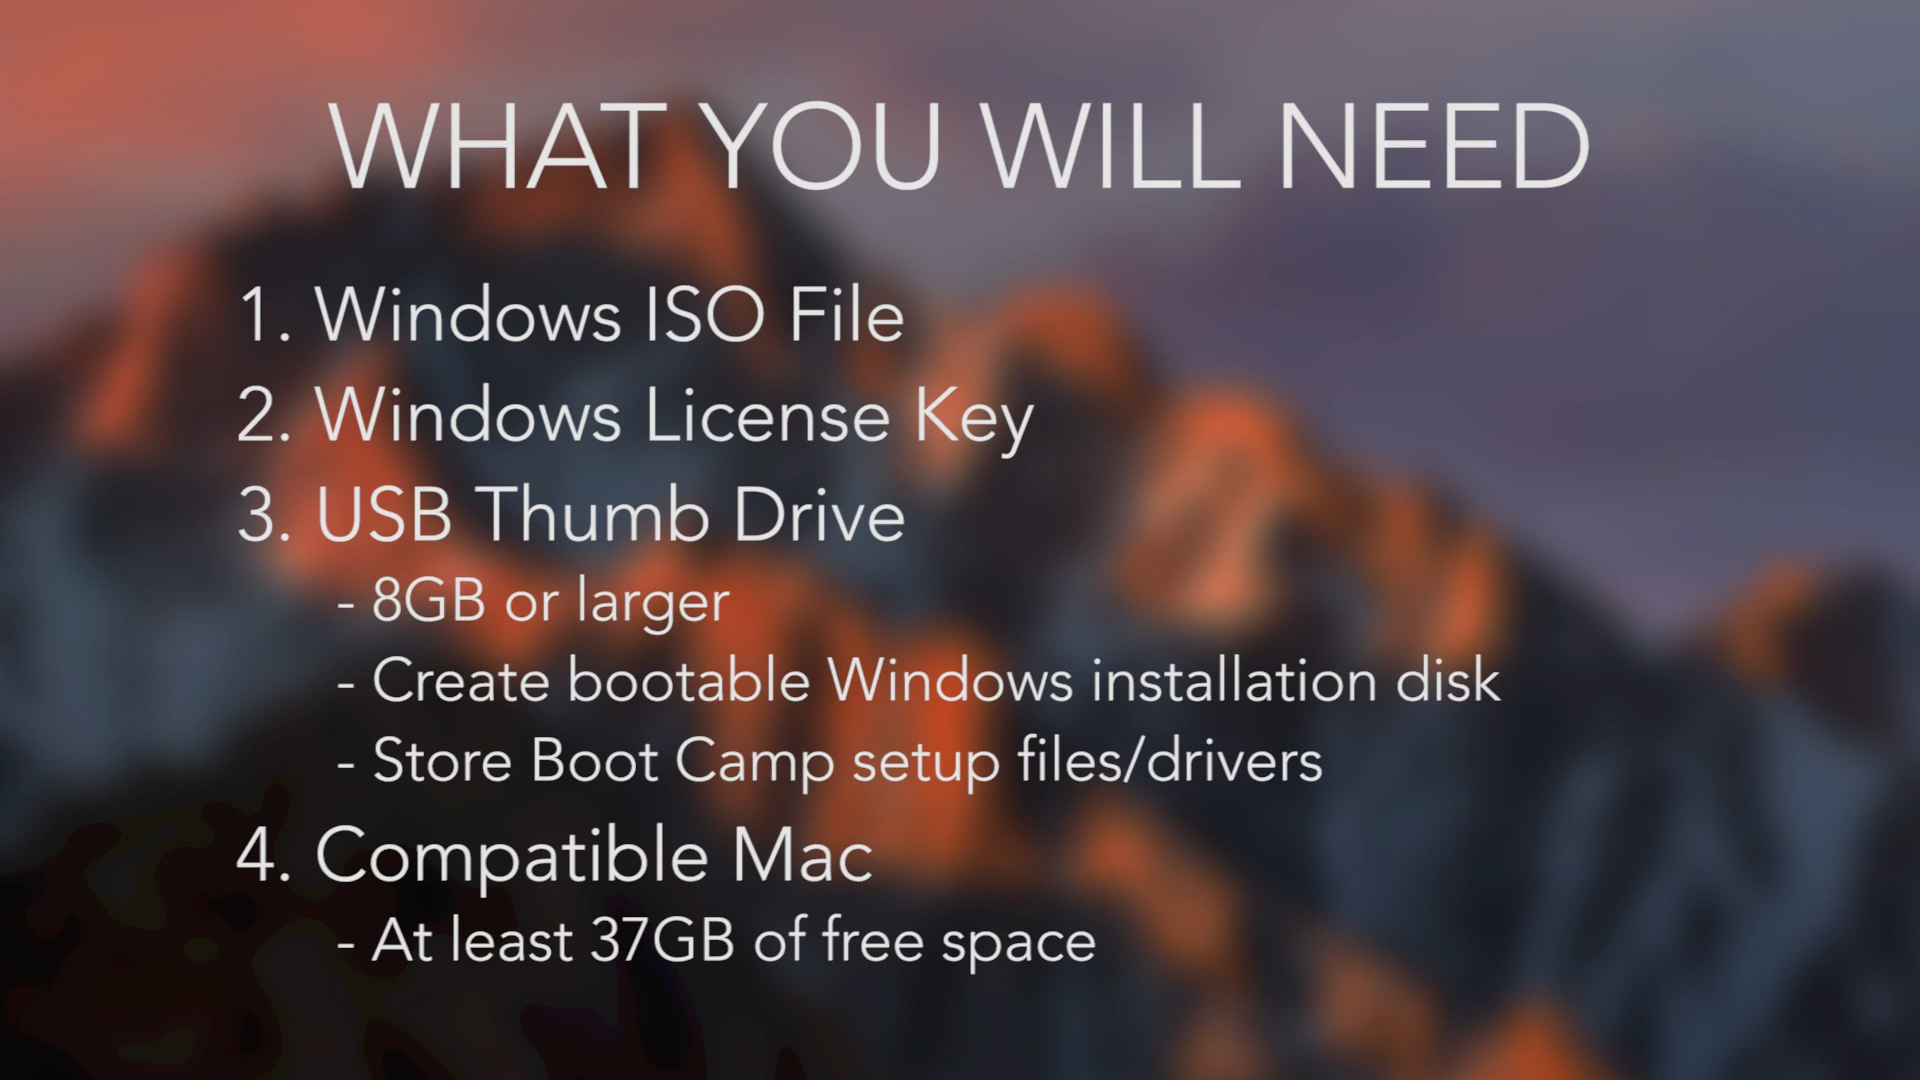 WHAT YOU WILL NEED
1. Windows ISO File
2. Windows License Key
3. USB Thumb Drive
- 8GB or larger
- Create bootable Windows installation disk
- Store Boot Camp setup files/drivers
4. Compatible Mac
- At least 37GB of free space